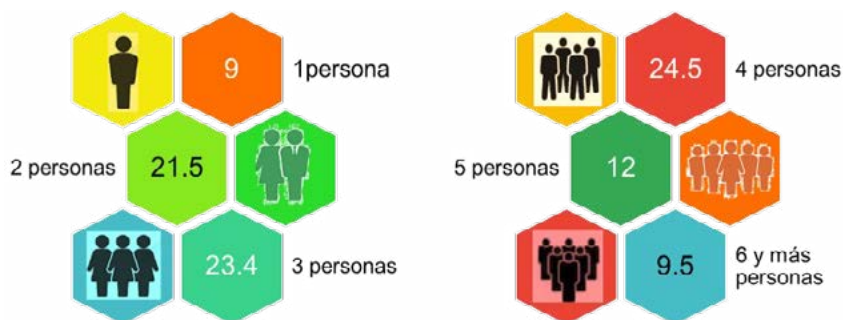 9
1persona
2 personas
21.5
23.4
3 personas
24.5
4 personas
5 personas
12
9.5
6 y más
personas